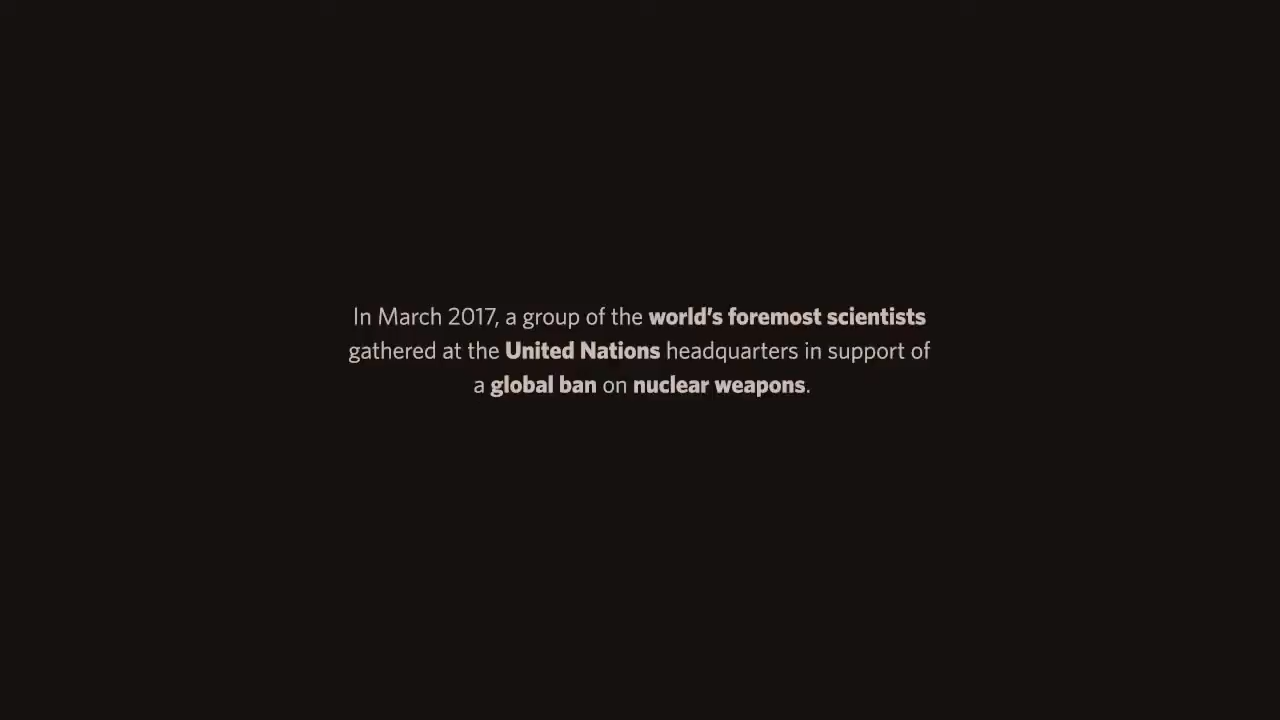 In March 2017, a group of the world's foremost scientists
gathered at the United Nations headquarters in support of
a global ban on nuclear weapons.